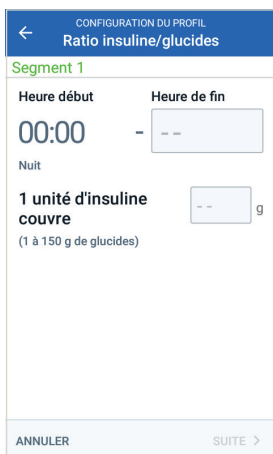 CONFIGURATION DU PROFIL
Ratio insuline/glucides
Segment 1
Heure début Heure de fin
00:00 - - -
Nuit
1 unité d'insuline
couvre
- - g
(1 à 150 g de glucides)
ANNULER SUITE